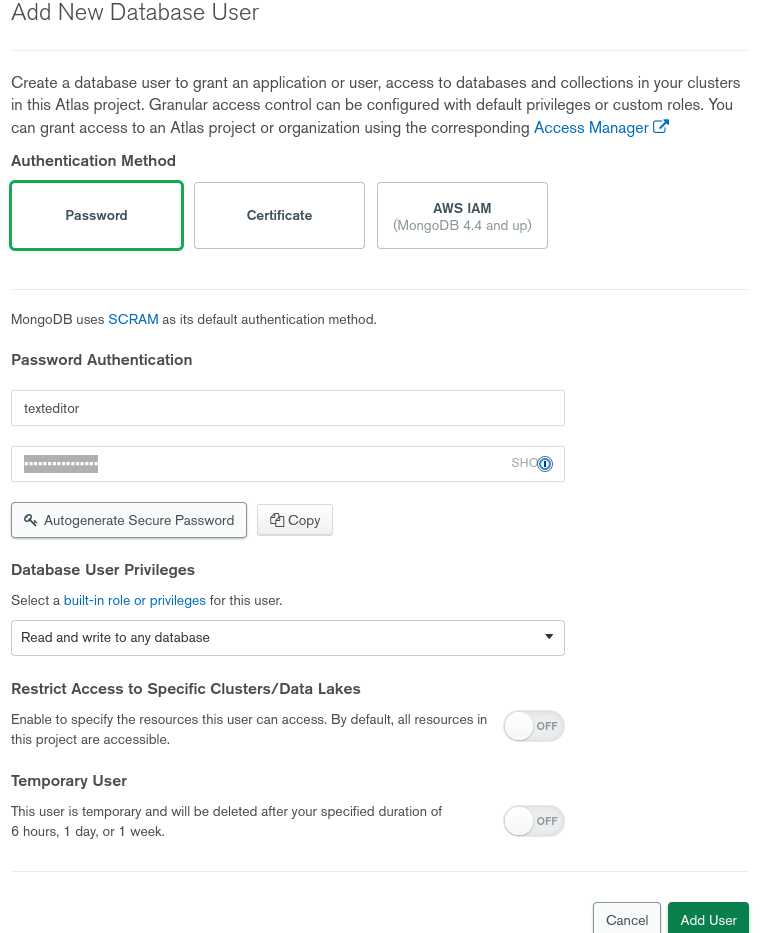 Add New Database User
Create a database user to grant an application or user, access to databases and collections in your clusters
in this Atlas project. Granular access control can be configured with default privileges or custom roles. You
can grant access to an Atlas project or organization using the corresponding Access Manager
Authentication Method
Password
Certificate
AWS IAM
(MongoDB 4.4 and up)
MongoDB uses SCRAM as its default authentication method.
Password Authentication
texteditor
SHO
Autogenerate Secure Password
Copy
Database User Privileges
Select a built-in role or privileges for this user.
Read and write to any database
Restrict Access to Specific Clusters/Data Lakes
Enable to specify the resources this user can access. By default, all resources in
this project are accessible.
OFF
Temporary User
This user is temporary and will be deleted after your specified duration of
6 hours, 1 day, or 1 week.
OFF
Cancel
Add User